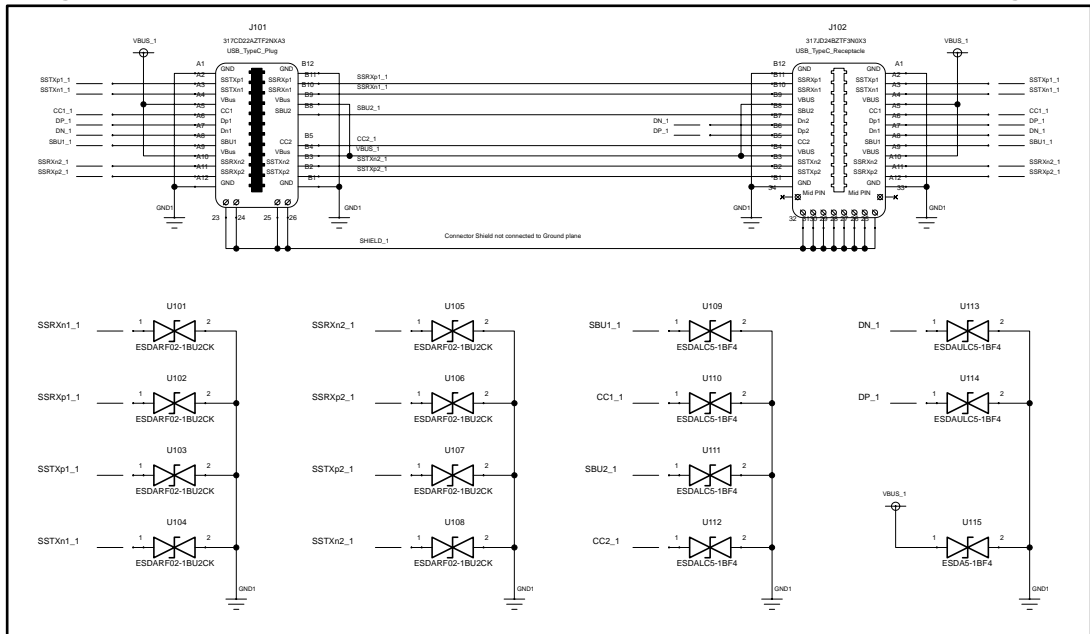 J101
317CD22AZTF2NXA3
USB_TypeC_Plug
J102
317JD24BZTF3N0X3
USB_TypeC_Receptacle
VBUS_1
VBUS_1
A1
A2
A3
A4
A5
A6
A7
A8
A9
A10
A11
A12
GND
SSTXp1
SSTXn1
VBus
CC1
Dp1
Dn1
SBU1
VBus
SSRXn2
SSRXp2
GND
B12
B11
B10
B9
B8
B5
B4
B3
B2
B1
GND
SSRXp1
SSRXn1
VBus
SBU2
CC2
VBus
SSTXn2
SSTXp2
GND
SSTXp1_1
SSTXn1_1
CC1_1
DP_1
DN_1
SBU1_1
SSRXn2_1
SSRXp2_1
SSRXp1_1
SSRXn1_1
SBU2_1
CC2_1
VBUS_1
SSTXn2_1
SSTXp2_1
DN_1
DP_1
B12
B11
B10
B9
B8
B7
B6
B5
B4
B3
B2
B1
GND
SSRXp1
SSRXn1
VBUS
SBU2
Dn2
Dp2
CC2
VBUS
SSTXn2
SSTXp2
GND
A1
A2
A3
A4
A5
A6
A7
A8
A9
A10
A11
A12
GND
SSTXp1
SSTXn1
VBUS
CC1
Dp1
Dn1
SBU1
VBUS
SSRXn2
SSRXp2
GND
SSTXp1_1
SSTXn1_1
CC1_1
DP_1
DN_1
SBU1_1
SSRXn2_1
SSRXp2_1
34
Mid PIN
Mid PIN
33
GND1
GND1
GND1
GND1
23
24
25
26
32
31
30
29
28
27
26
25
SHIELD_1
Connector Shield not connected to Ground plane
U101
SSRXn1_1
1
2
ESDARF02-1BU2CK
U105
SSRXn2_1
1
2
ESDARF02-1BU2CK
U109
SBU1_1
1
2
ESDALC5-1BF4
U113
DN_1
1
2
ESDAULC5-1BF4
U102
SSRXp1_1
1
2
ESDARF02-1BU2CK
U106
SSRXp2_1
1
2
ESDARF02-1BU2CK
U110
CC1_1
1
2
ESDALC5-1BF4
U114
DP_1
1
2
ESDAULC5-1BF4
U103
SSTXp1_1
1
2
ESDARF02-1BU2CK
U107
SSTXp2_1
1
2
ESDARF02-1BU2CK
U111
SBU2_1
1
2
ESDALC5-1BF4
U104
SSTXn1_1
1
2
ESDARF02-1BU2CK
U108
SSTXn2_1
1
2
ESDARF02-1BU2CK
U112
CC2_1
1
2
ESDALC5-1BF4
VBUS_1
U115
1
2
ESDA5-1BF4
GND1
GND1
GND1
GND1